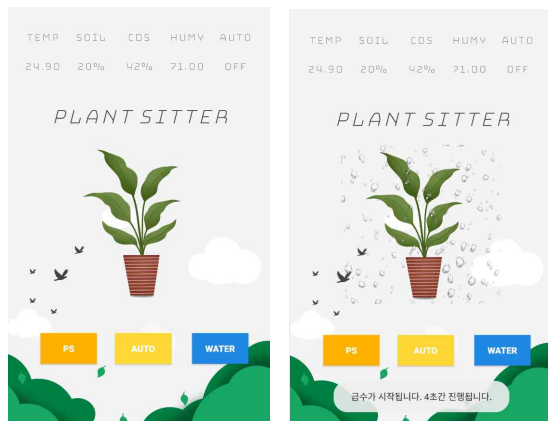 TEMP SOIL CDS HUMY AUTO
24.90 20% 42% 71.00 OFF
PLANT SITTER
PS AUTO WATER
TEMP SOIL CDS HUMY AUTO
24.90 20% 42% 71.00 OFF
PLANT SITTER
PS AUTO WATER
급수가 시작됩니다. 4초간 진행됩니다.